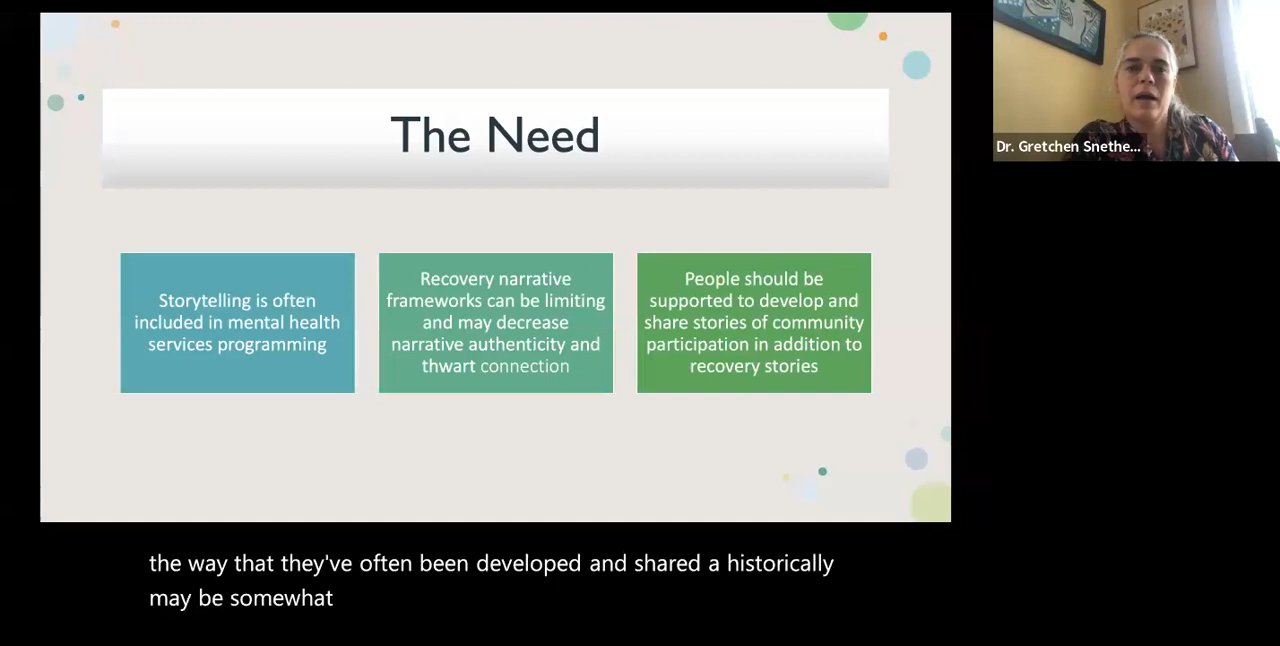 The Need
Storytelling is often
included in mental health
services programming
Recovery narrative
frameworks can be limiting
and may decrease
narrative authenticity and
thwart connection
People should be
supported to develop and
share stories of community
participation in addition to
recovery stories
Dr. Gretchen Snethe...
the way that they've often been developed and shared a historically
may be somewhat